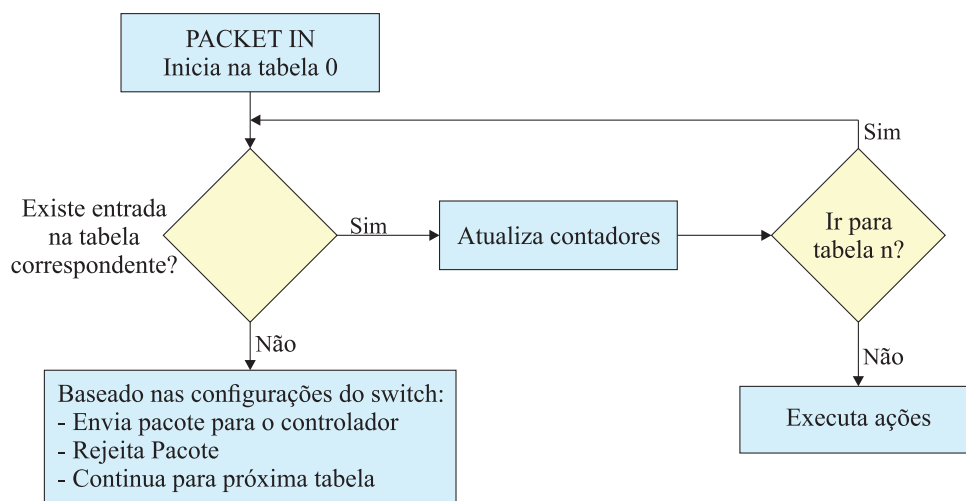 PACKET IN
Inicia na tabela 0
Sim
Existe entrada
na tabela
correspondente?
Sim
Atualiza contadores
Ir para
tabela n?
Não
Não
Baseado nas configurações do switch:
- Envia pacote para o controlador
- Rejeita Pacote
- Continua para próxima tabela
Executa ações